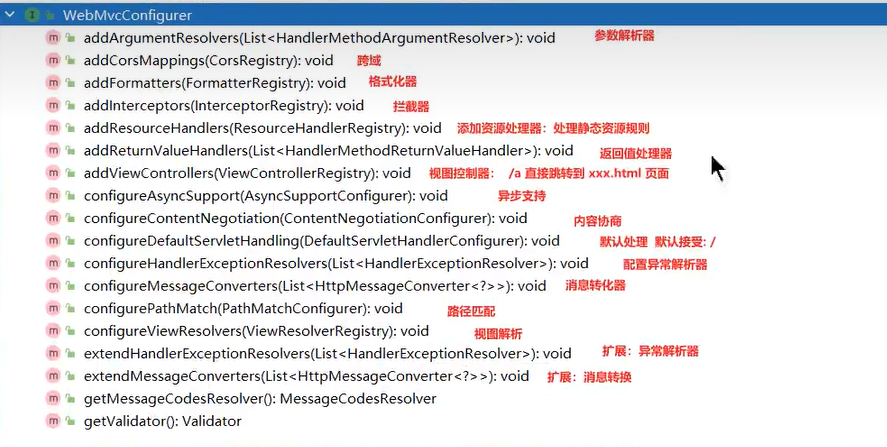 WebMvcConfigurer
addArgumentResolvers(List<HandlerMethodArgumentResolver>): void 参数解析器
addCorsMappings(CorsRegistry): void 跨域
addFormatters(FormatterRegistry): void 格式化器
addInterceptors(InterceptorRegistry): void 拦截器
addResourceHandlers(ResourceHandlerRegistry): void 添加资源处理器：处理静态资源规则
addReturnValueHandlers(List<HandlerMethodReturnValueHandler>): void 返回值处理器
addViewControllers(ViewControllerRegistry): void 视图控制器： /a 直接跳转到 xxx.html 页面
configureAsyncSupport(AsyncSupportConfigurer): void 异步支持
configureContentNegotiation(ContentNegotiationConfigurer): void 内容协商
configureDefaultServletHandling(DefaultServletHandlerConfigurer): void 默认处理 默认接受: /
configureHandlerExceptionResolvers(List<HandlerExceptionResolver>): void 配置异常解析器
configureMessageConverters(List<HttpMessageConverter<?>>): void 消息转化器
configurePathMatch(PathMatchConfigurer): void 路径匹配
configureViewResolvers(ViewResolverRegistry): void 视图解析
extendHandlerExceptionResolvers(List<HandlerExceptionResolver>): void 扩展：异常解析器
extendMessageConverters(List<HttpMessageConverter<?>>): void 扩展：消息转换
getMessageCodesResolver(): MessageCodesResolver
getValidator(): Validator